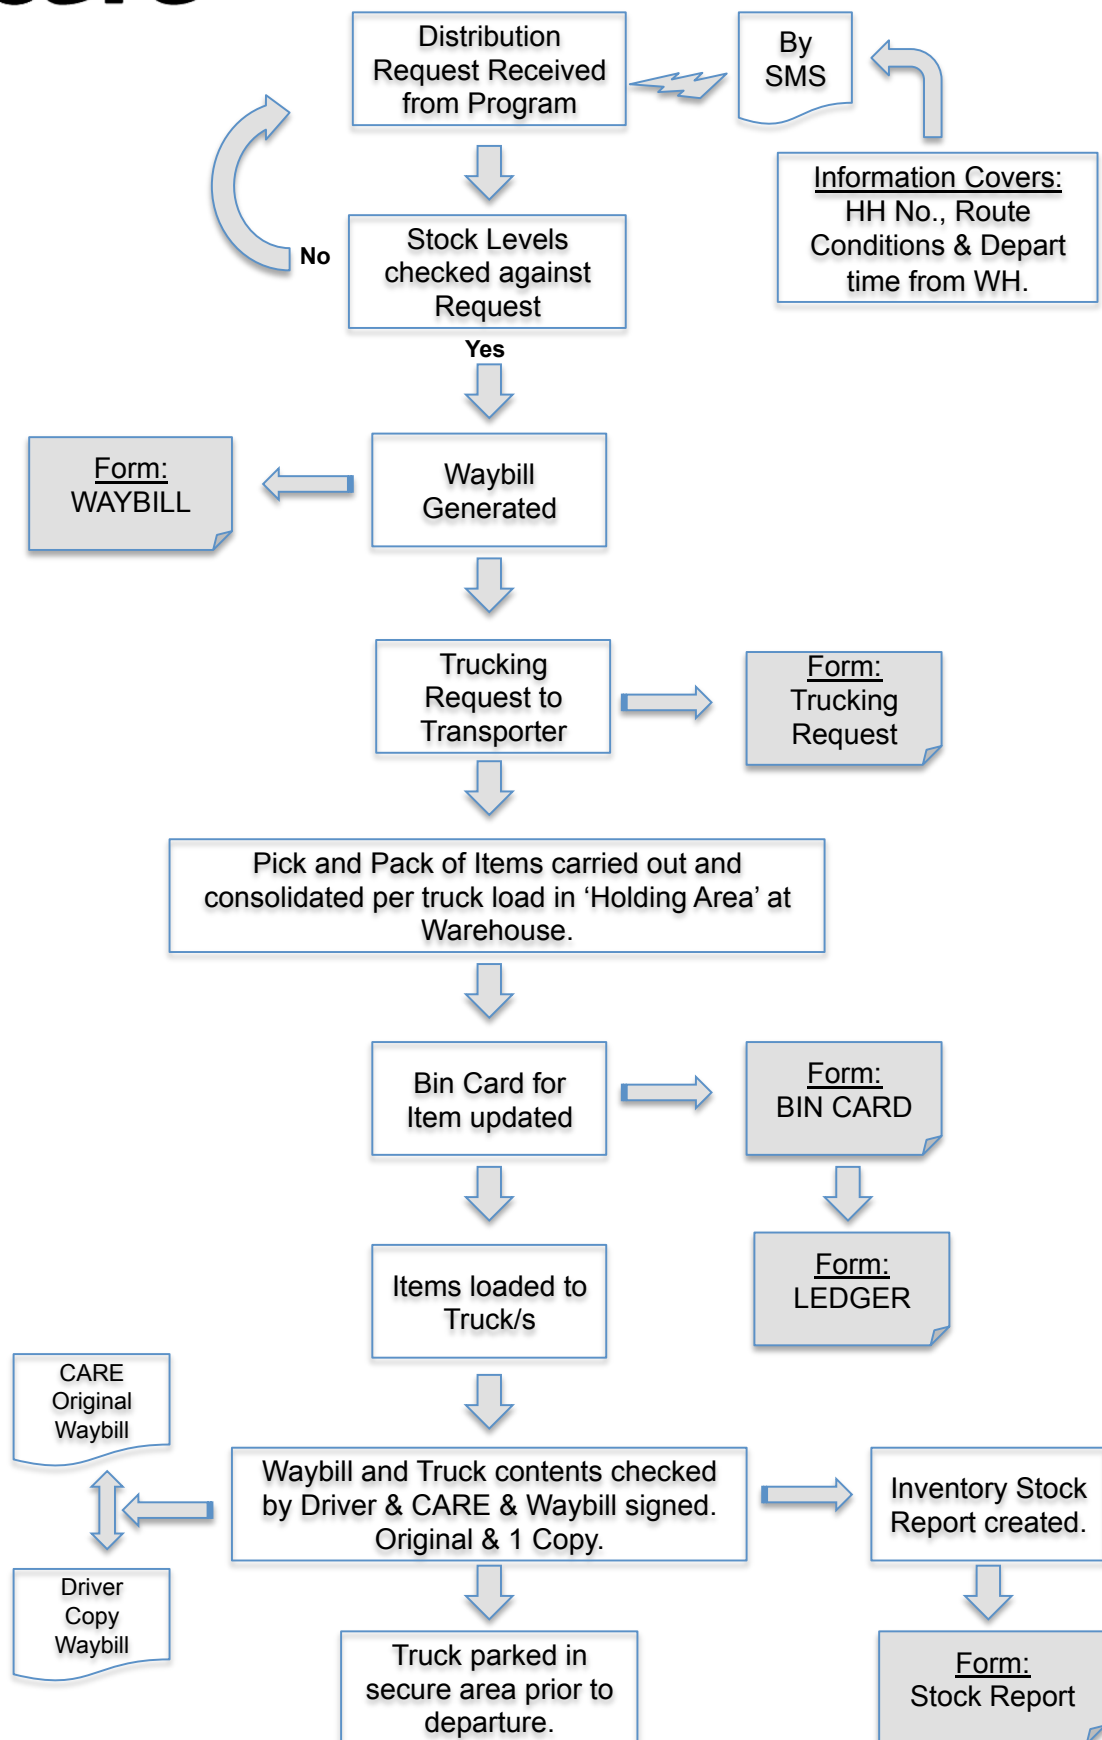 Distribution
Request Received
from Program
By
SMS
Information Covers:
HH No., Route
Conditions & Depart
time from WH.
No
Stock Levels
checked against
Request
Yes
Form:
WAYBILL
Waybill
Generated
Trucking
Request to
Transporter
Form:
Trucking
Request
Pick and Pack of Items carried out and
consolidated per truck load in ‘Holding Area’ at
Warehouse.
Bin Card for
Item updated
Form:
BIN CARD
Items loaded to
Truck/s
Form:
LEDGER
CARE
Original
Waybill
Waybill and Truck contents checked
by Driver & CARE & Waybill signed.
Original & 1 Copy.
Inventory Stock
Report created.
Driver
Copy
Waybill
Truck parked in
secure area prior to
departure.
Form:
Stock Report